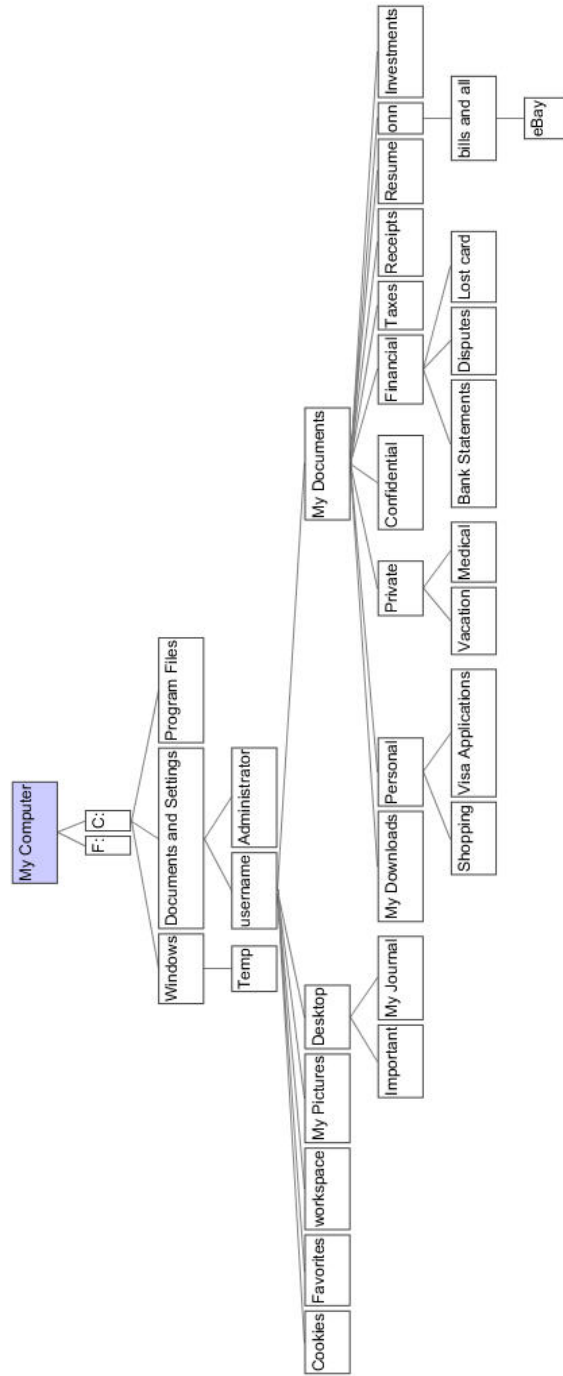 My Computer
F:
C:
Windows
Documents and Settings
Program Files
Temp
username
Administrator
Cookies
Favorites
workspace
My Pictures
Desktop
My Documents
Important
My Journal
My Downloads
Personal
Private
Confidential
Financial
Taxes
Receipts
Resume
onn
Investments
Shopping
Visa Applications
Vacation
Medical
Bank Statements
Disputes
Lost card
bills and all
eBay